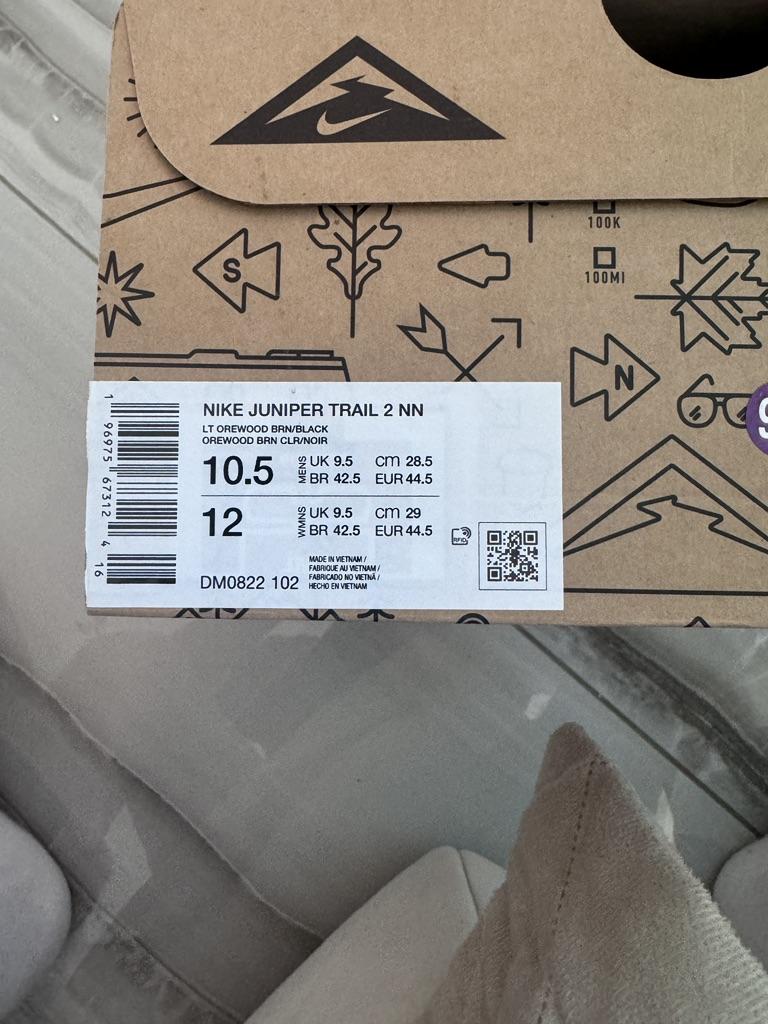 100K
100MI
S
N
9
NIKE JUNIPER TRAIL 2 NN
LT OREWOOD BRN/BLACK
OREWOOD BRN CLR/NOIR
10.5 MENS UK 9.5 CM 28.5
BR 42.5 EUR 44.5
12 WMNS UK 9.5 CM 29
BR 42.5 EUR 44.5
RFID
MADE IN VIETNAM /
FABRIQUE AU VIETNAM /
FABRICADO NO VIETNÃ /
HECHO EN VIETNAM
DM0822 102
1 96975 67312 4 16